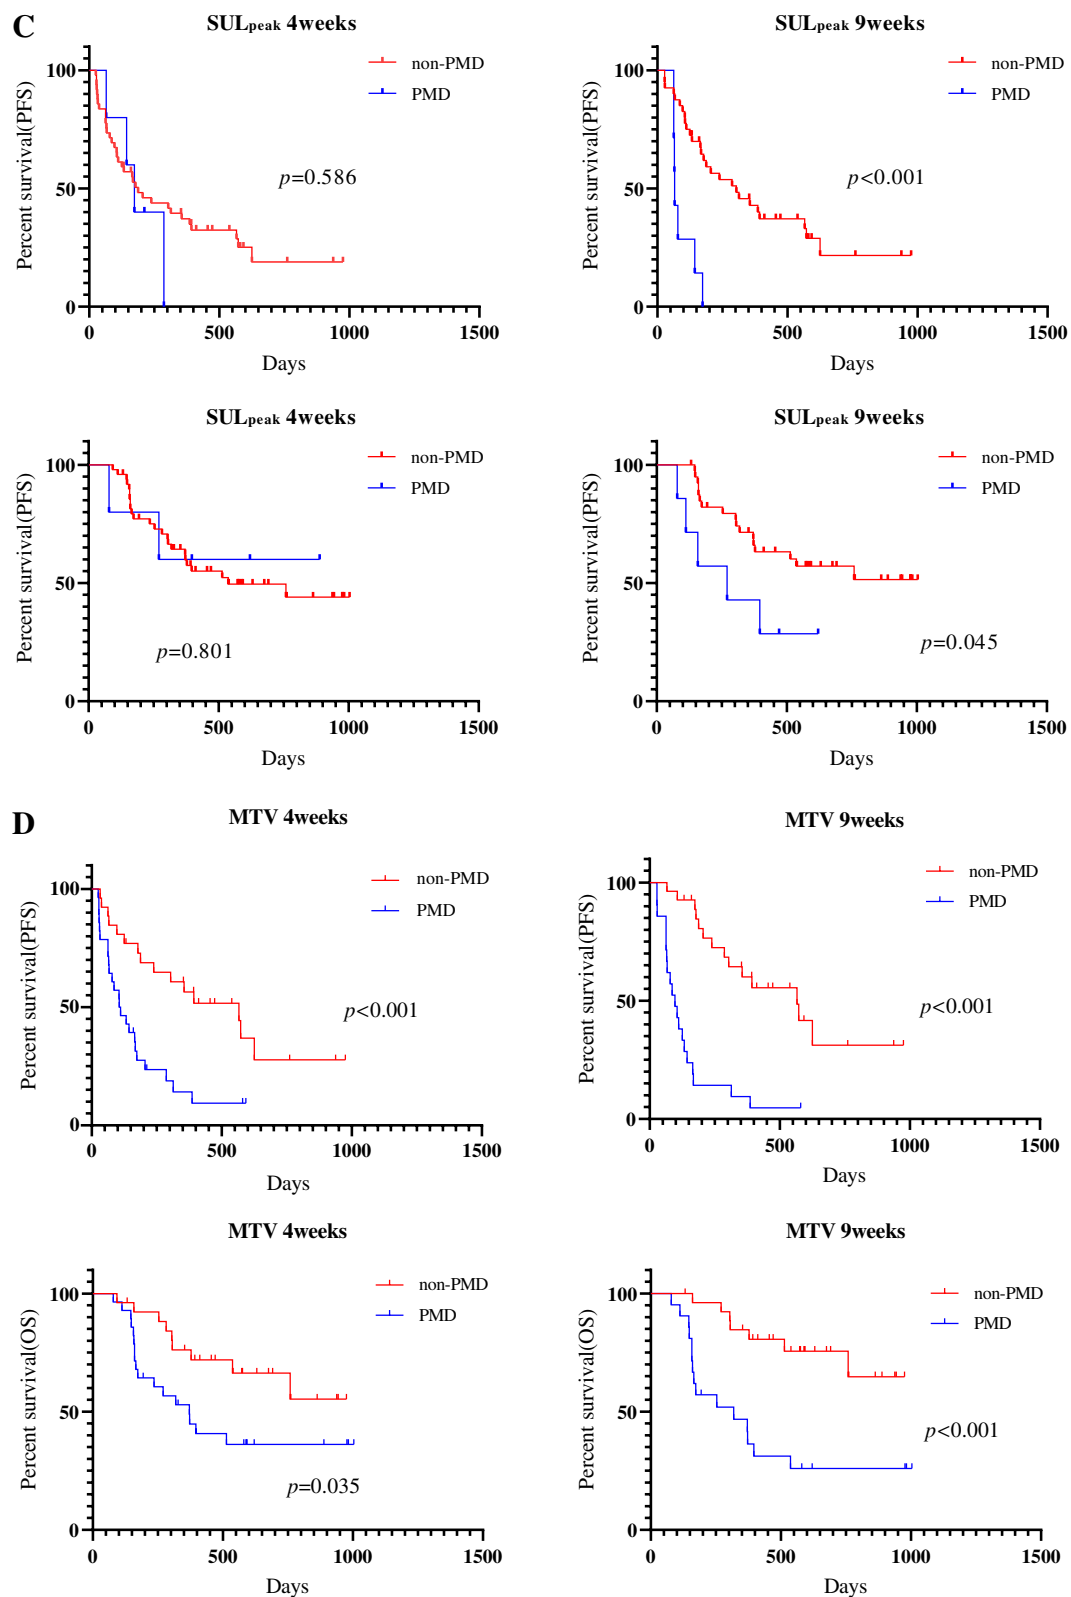 C
SULpeak 4weeks
Percent survival(PFS)
100
50
0
0 500 1000 1500
Days
non-PMD
PMD
p=0.586
SULpeak 9weeks
Percent survival(PFS)
100
50
0
0 500 1000 1500
Days
non-PMD
PMD
p<0.001
SULpeak 4weeks
Percent survival(PFS)
100
50
0
0 500 1000 1500
Days
non-PMD
PMD
p=0.801
SULpeak 9weeks
Percent survival(PFS)
100
50
0
0 500 1000 1500
Days
non-PMD
PMD
p=0.045
D
MTV 4weeks
Percent survival(PFS)
100
50
0
0 500 1000 1500
Days
non-PMD
PMD
p<0.001
MTV 9weeks
Percent survival(PFS)
100
50
0
0 500 1000 1500
Days
non-PMD
PMD
p<0.001
MTV 4weeks
Percent survival(OS)
100
50
0
0 500 1000 1500
Days
non-PMD
PMD
p=0.035
MTV 9weeks
Percent survival(OS)
100
50
0
0 500 1000 1500
Days
non-PMD
PMD
p<0.001